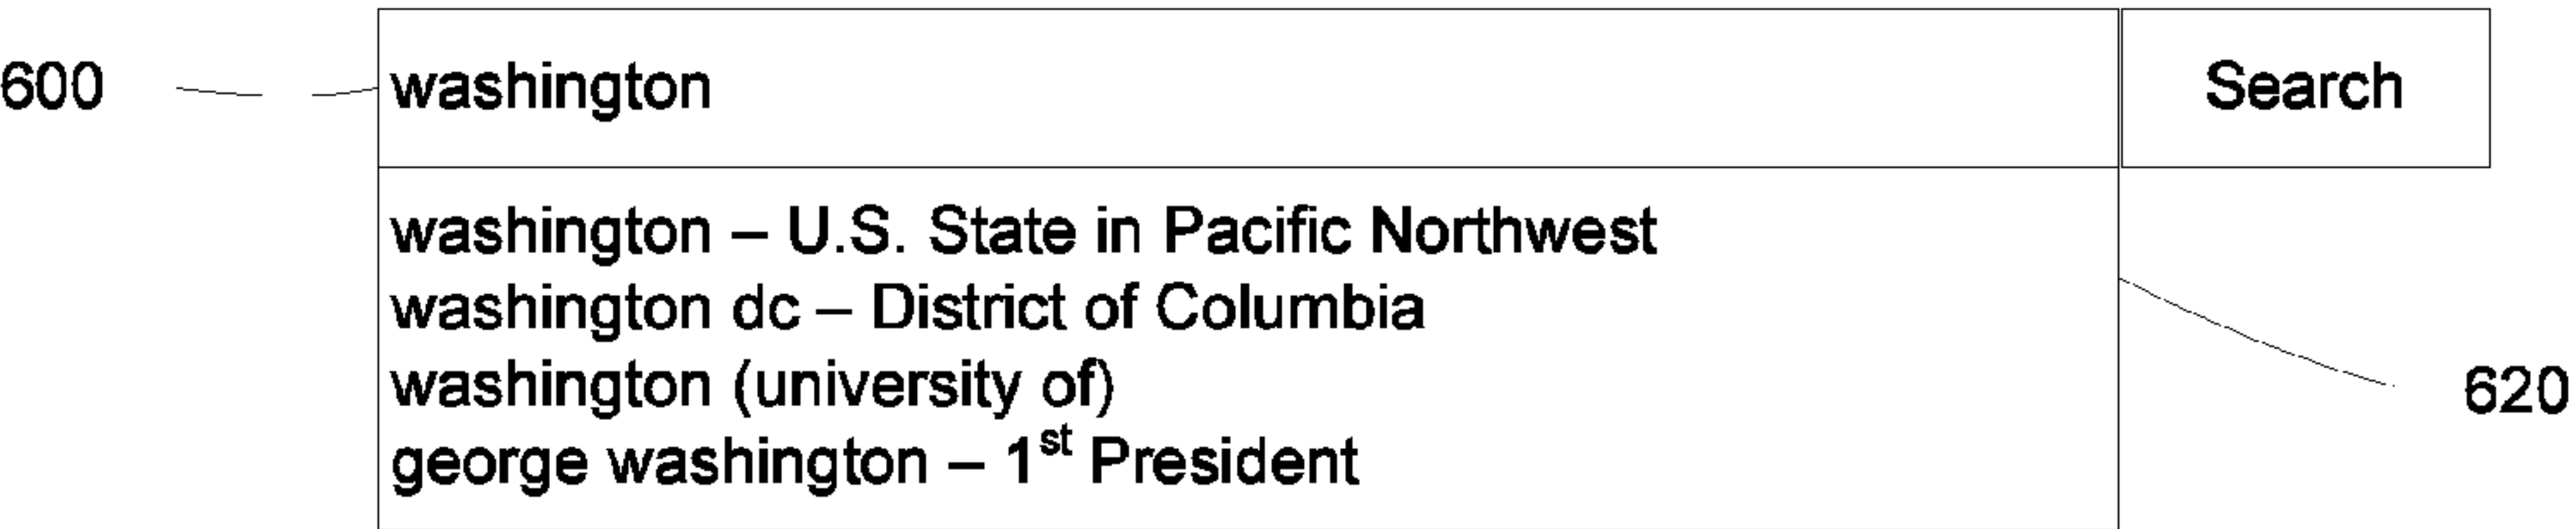 600 washington Search
washington – U.S. State in Pacific Northwest
washington dc – District of Columbia
washington (university of)
620
george washington – 1st President